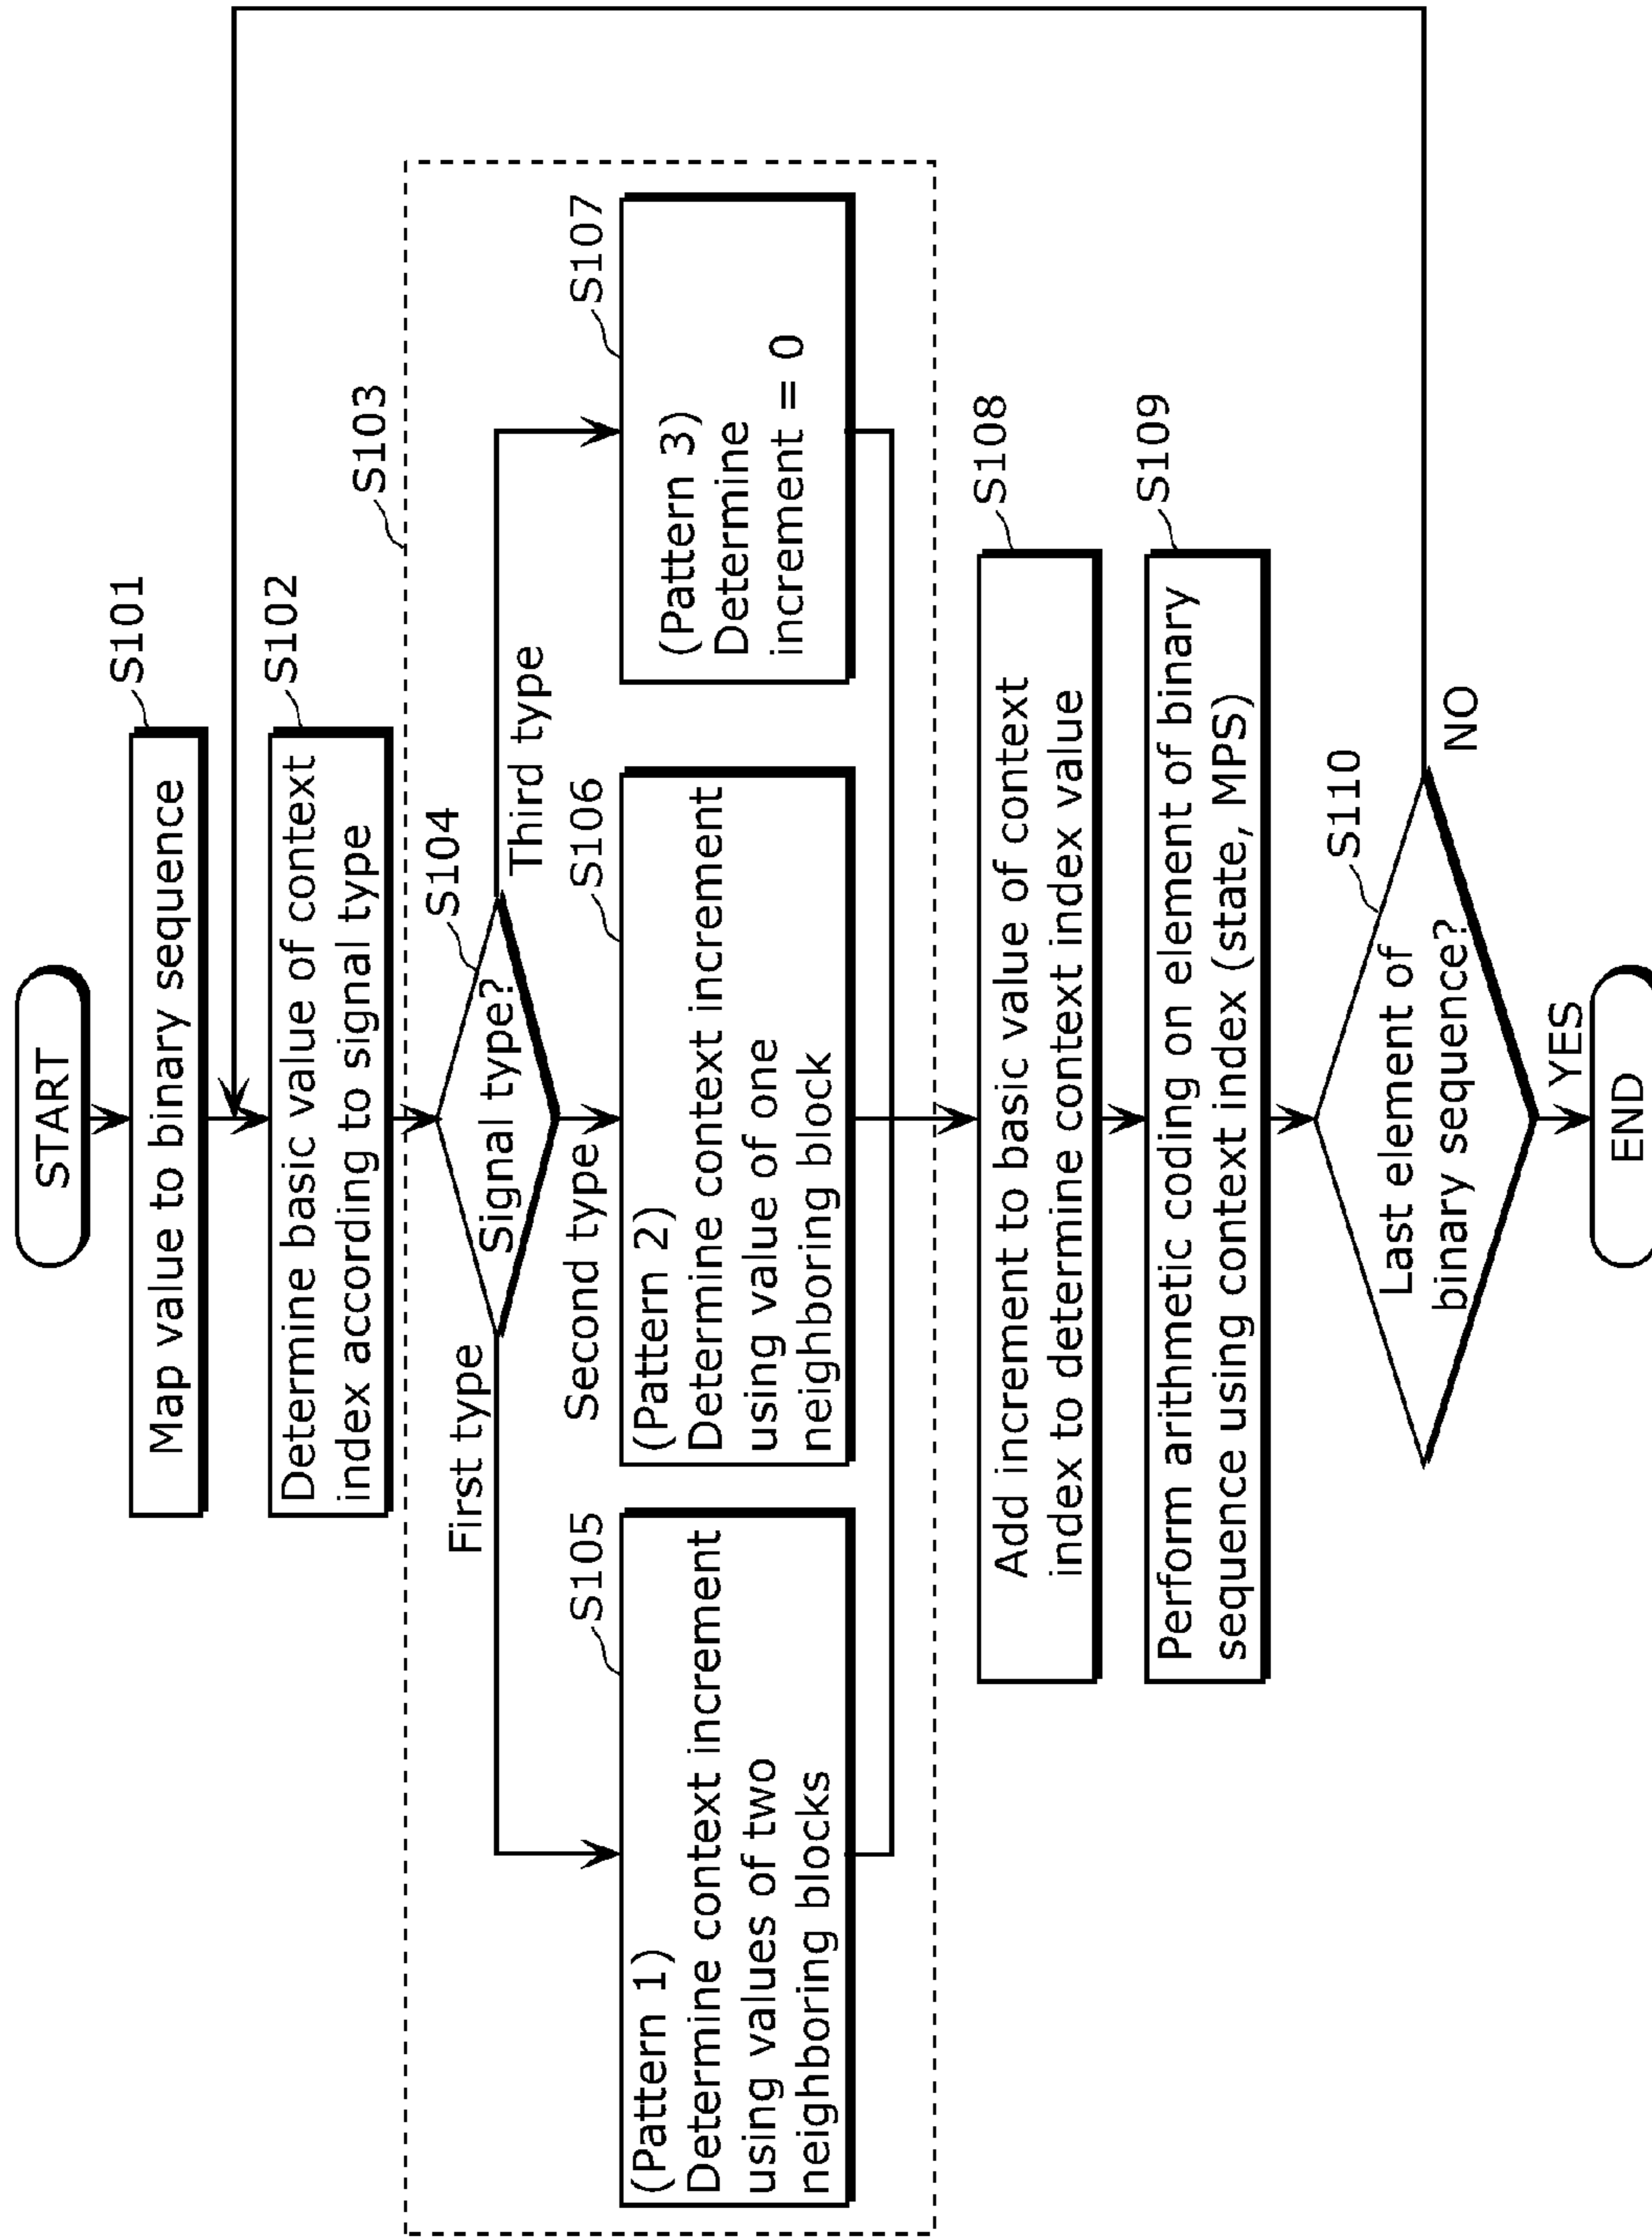 START
S101
Map value to binary sequence
S102
Determine basic value of context
index according to signal type
S103
S104
Signal type?
First type
Second type
Third type
S105
(Pattern 1)
Determine context increment
using values of two
neighboring blocks
S106
(Pattern 2)
Determine context increment
using value of one
neighboring block
S107
(Pattern 3)
Determine
increment = 0
S108
Add increment to basic value of context
index to determine context index value
S109
Perform arithmetic coding on element of binary
sequence using context index (state, MPS)
S110
Last element of
binary sequence?
NO
YES
END